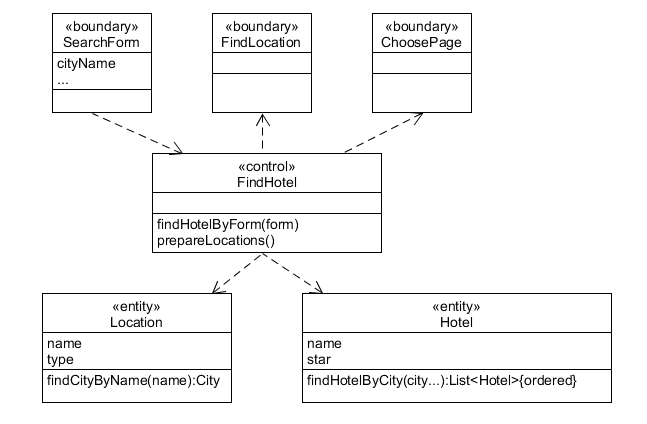 «boundary»
SearchForm
cityName
...
«boundary»
FindLocation
«boundary»
ChoosePage
«control»
FindHotel
findHotelByForm(form)
prepareLocations()
«entity»
Location
name
type
findCityByName(name):City
«entity»
Hotel
name
star
findHotelByCity(city...):List<Hotel>{ordered}